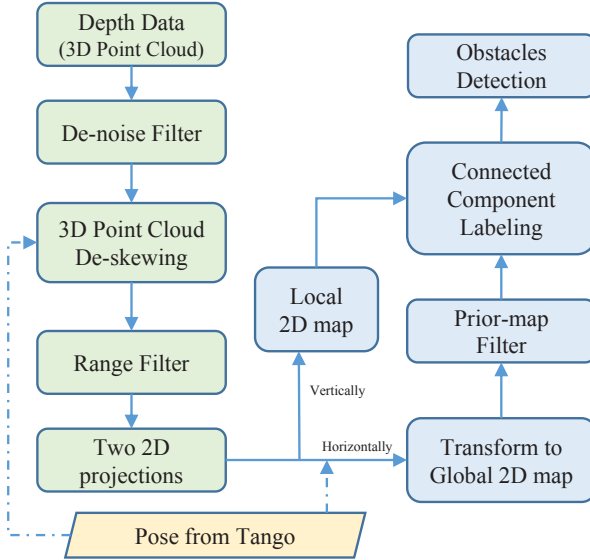 Depth Data
(3D Point Cloud)
De-noise Filter
3D Point Cloud
De-skewing
Range Filter
Two 2D
projections
Pose from Tango
Vertically
Horizontally
Local
2D map
Obstacles
Detection
Connected
Component
Labeling
Prior-map
Filter
Transform to
Global 2D map